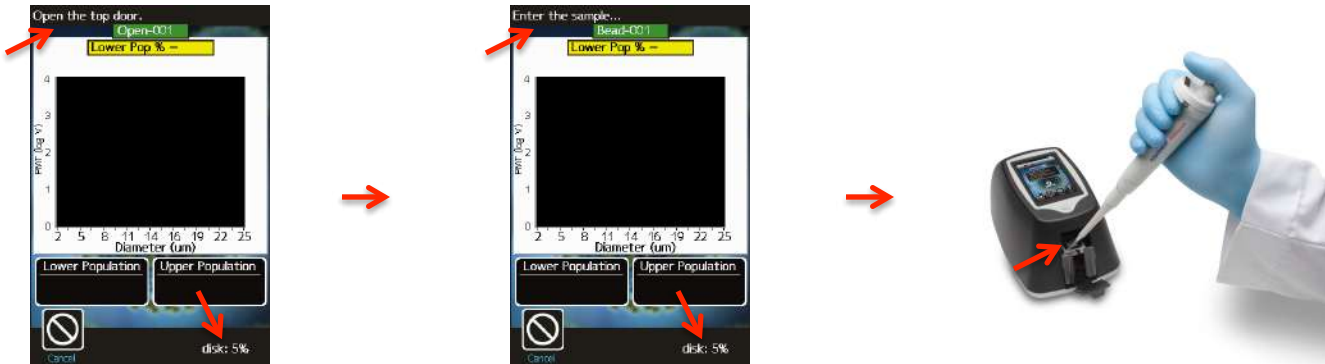 Open the top door.
Open-001
Lower Pop % —
4
3
2
1
0
PMT (log V)
2 5 8 11 14 16 19 22 25
Diameter (um)
Lower Population
Upper Population
Cancel
disk: 5%
Enter the sample...
Bead-001
Lower Pop % —
4
3
2
1
0
PMT (log V)
2 5 8 11 14 16 19 22 25
Diameter (um)
Lower Population
Upper Population
Cancel
disk: 5%